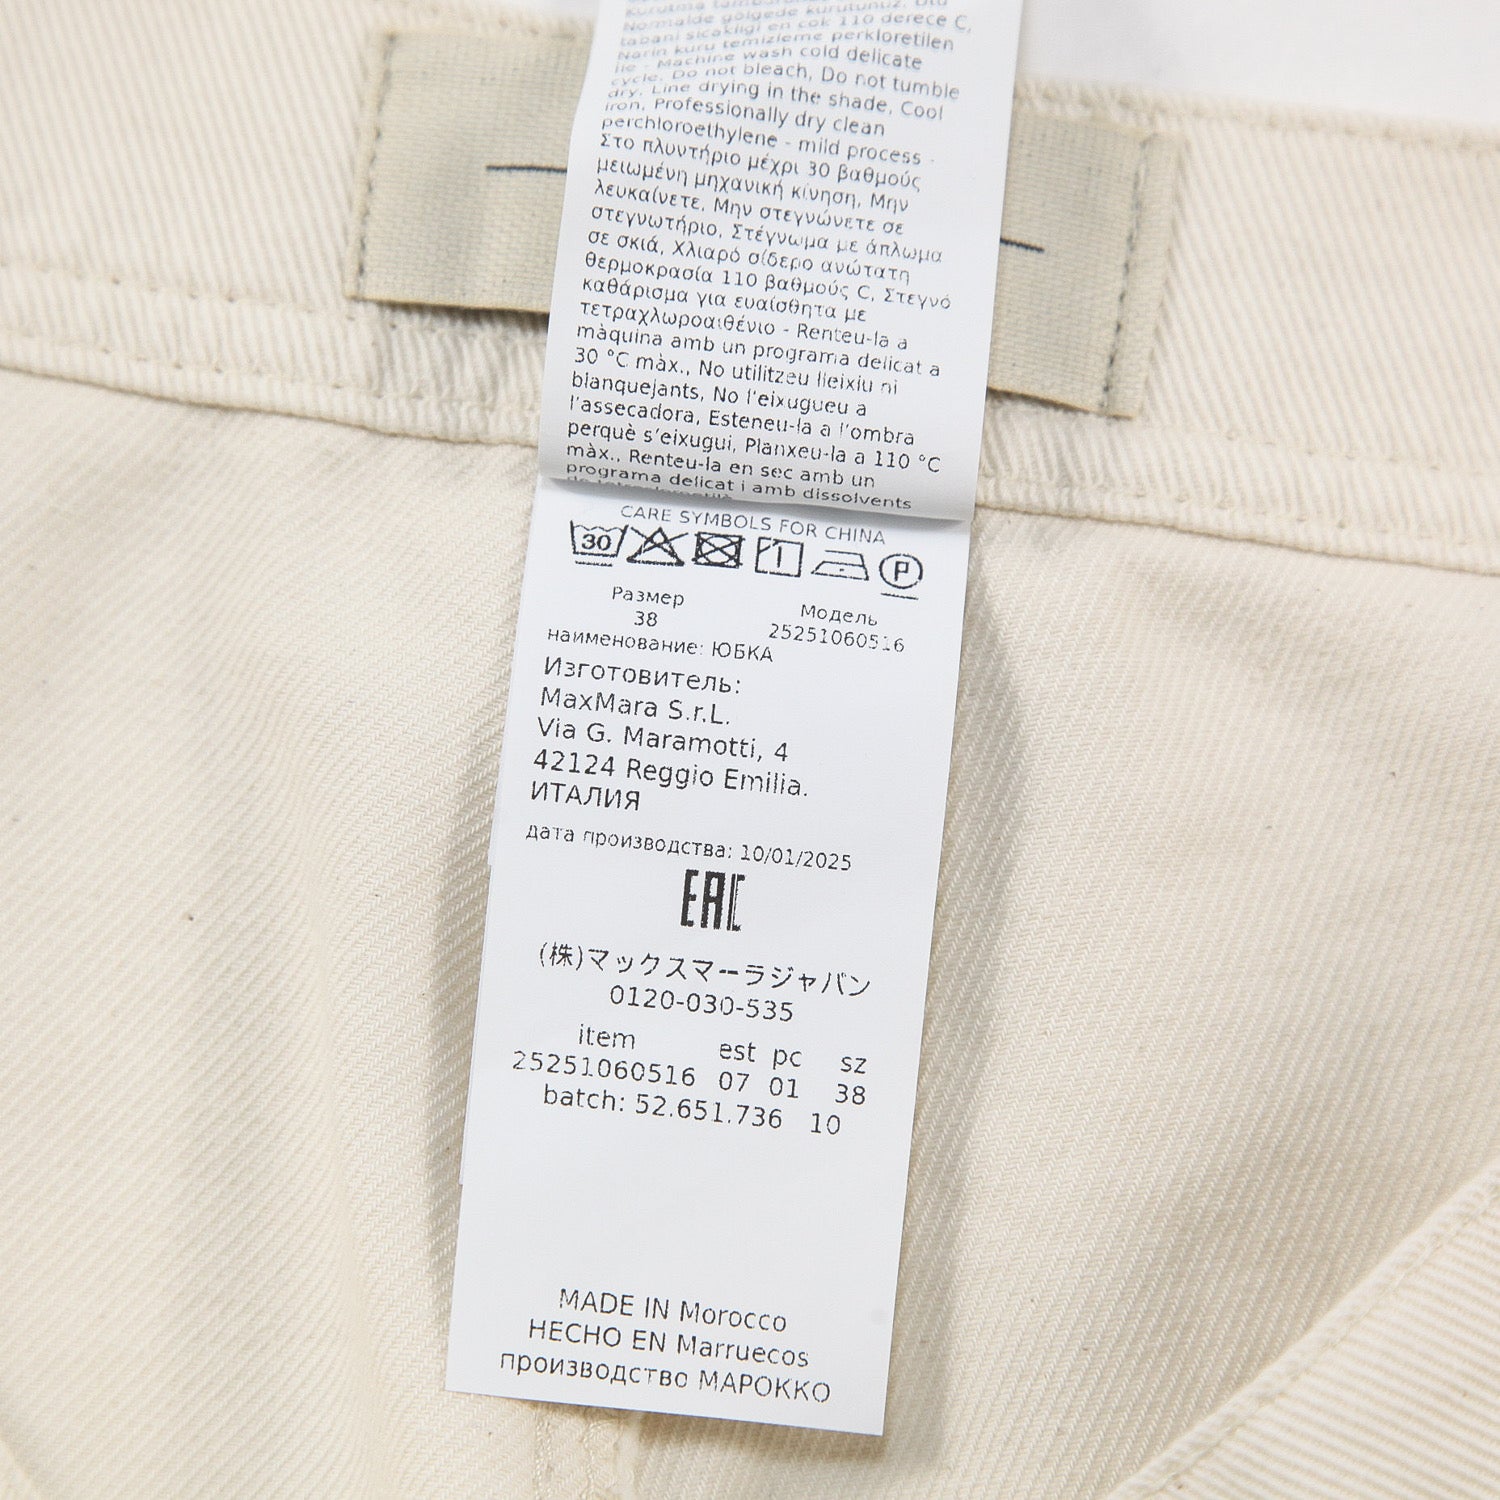 Normalde gölgede kurutunuz. Ütü
tabanı sıcaklığı en çok 110 derece C,
Narin kuru temizleme perkloretilen
ile - Machine wash cold delicate
cycle. Do not bleach, Do not tumble
dry. Line drying in the shade. Cool
iron. Professionally dry clean
perchloroethylene - mild process -
Στο πλυντήριο μέχρι 30 βαθμούς
μειωμένη μηχανική κίνηση, Μην
λευκαίνετε. Μην στεγνώνετε σε
στεγνωτήριο. Στέγνωμα με άπλωμα
σε σκιά, Χλιαρό σίδερο ανώτατη
θερμοκρασία 110 βαθμούς C, Στεγνό
καθάρισμα για ευαίσθητα με
τετραχλωροαιθένιο - Renteu-la a
màquina amb un programa delicat a
30 °C màx., No utilitzeu lleixiu ni
blanquejants, No l'eixugueu a
l'assecadora, Esteneu-la a l'ombra
perquè s'eixugui, Planxeu-la a 110 °C
màx., Renteu-la en sec amb un
programa delicat i amb dissolvents
CARE SYMBOLS FOR CHINA
30 P
Размер Модель
38 25251060516
наименование: ЮБКА
Изготовитель:
MaxMara S.r.L.
Via G. Maramotti, 4
42124 Reggio Emilia.
ИТАЛИЯ
дата производства: 10/01/2025
EAC
(株)マックスマーラジャパン
0120-030-535
item est pc sz
25251060516 07 01 38
batch: 52.651.736 10
MADE IN Morocco
HECHO EN Marruecos
производство МАРОККО